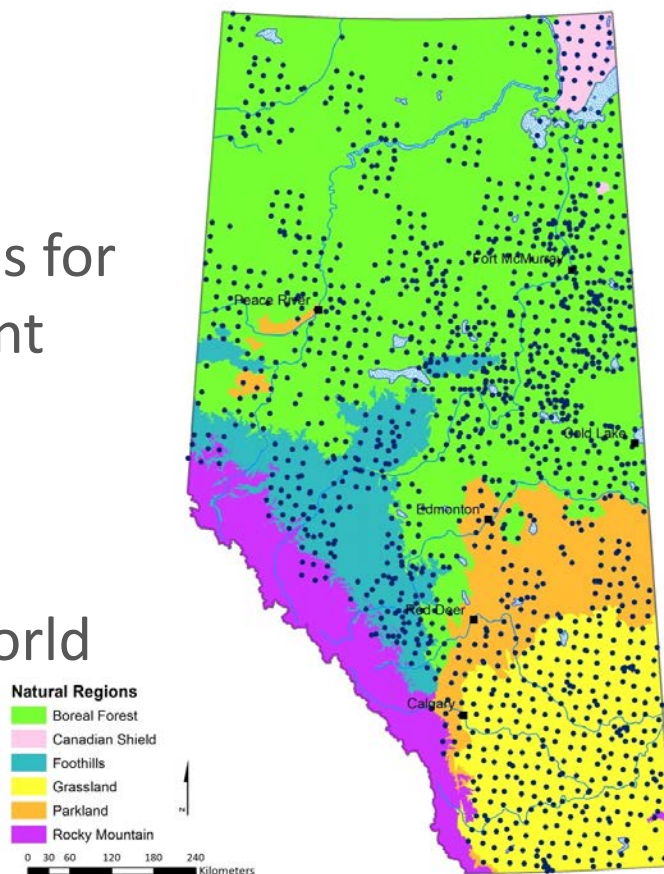 s for
nt
orld
Fort McMurray
Peace River
Cold Lake
Edmonton
Red Deer
Calgary
Natural Regions
Boreal Forest
Canadian Shield
Foothills
Grassland
Parkland
Rocky Mountain
0 30 60 120 180 240
Kilometers